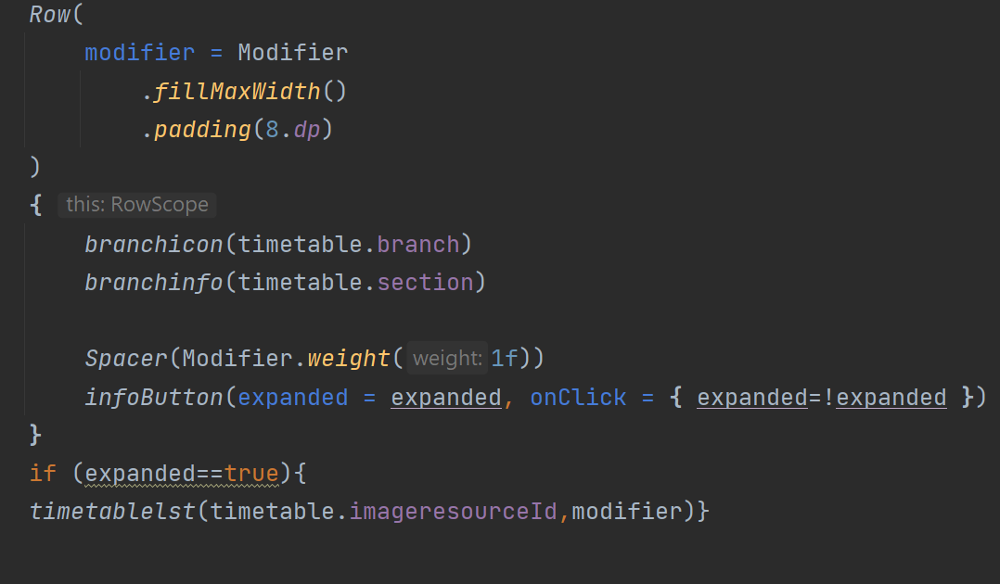 Row(
modifier = Modifier
.fillMaxWidth()
.padding(8.dp)
)
{ this: RowScope
branchicon(timetable.branch)
branchinfo(timetable.section)
Spacer(Modifier.weight( weight: 1f))
infoButton(expanded = expanded, onClick = { expanded=!expanded })
}
if (expanded==true){
timetablelst(timetable.imageresourceId,modifier)}